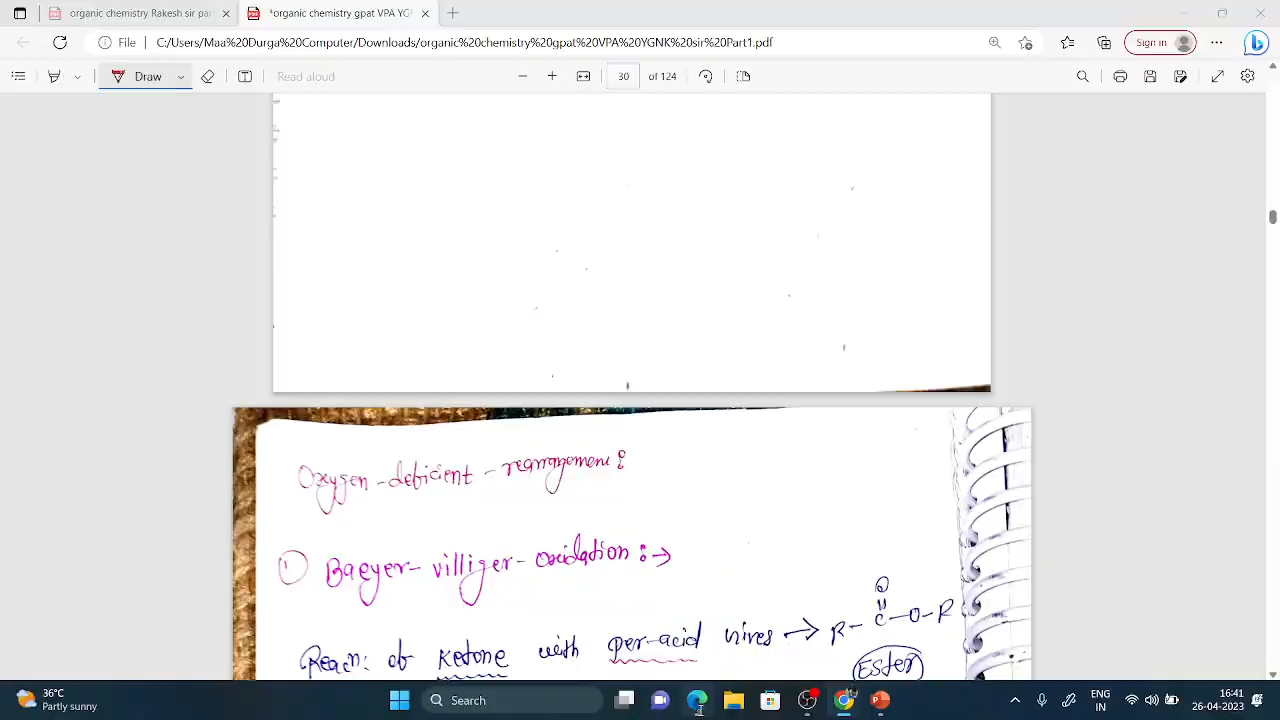 organic chemistry Rakesh sir par
*organic chemistry gpat VPA YGN
File C:/Users/Maa%20Durga%20Computer/Downloads/organic%20chemistry%20gpat%20VPA%20YGNK%20sir%20Part1.pdf
Sign in
Draw Read aloud 30 of 124
Oxygen-deficient-rearrangement:
① Baeyer-villiger-oxidation :→
O
R-C-O-R
Reacn: of Ketone with per-acid
Ester
36°C
Partly sunny
Search
ENG
IN
16:41
26-04-2023